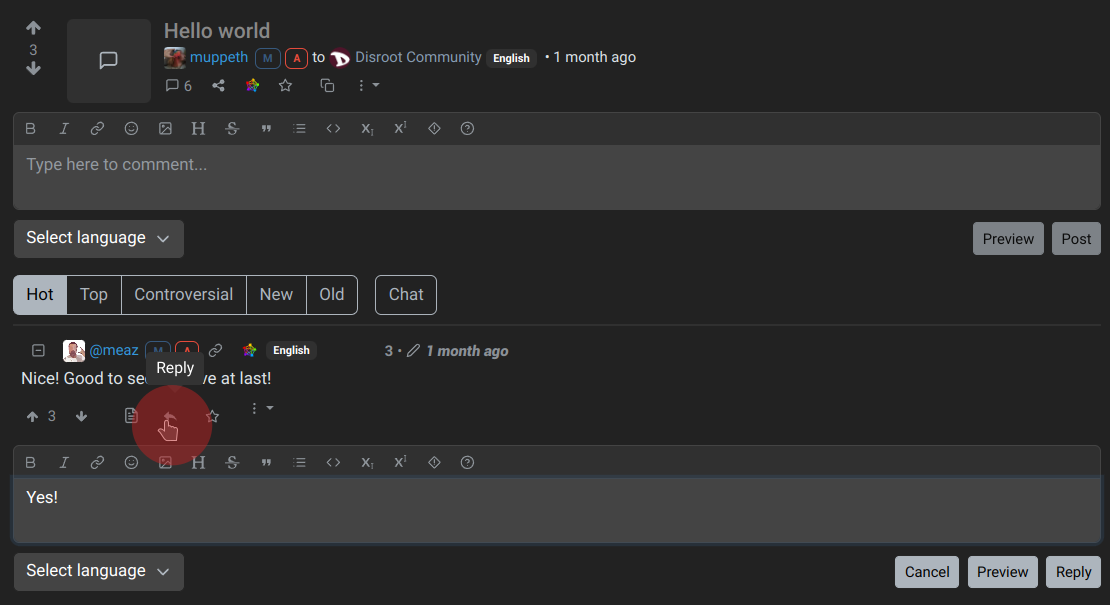 Hello world
3
muppeth M A to Disroot Community English • 1 month ago
6
B I H S X X
Type here to comment...
Select language
Preview Post
Hot Top Controversial New Old Chat
@meaz M A English 3 • 1 month ago
Reply
Nice! Good to se ve at last!
3
B I H S X X
Yes!
Select language
Cancel Preview Reply